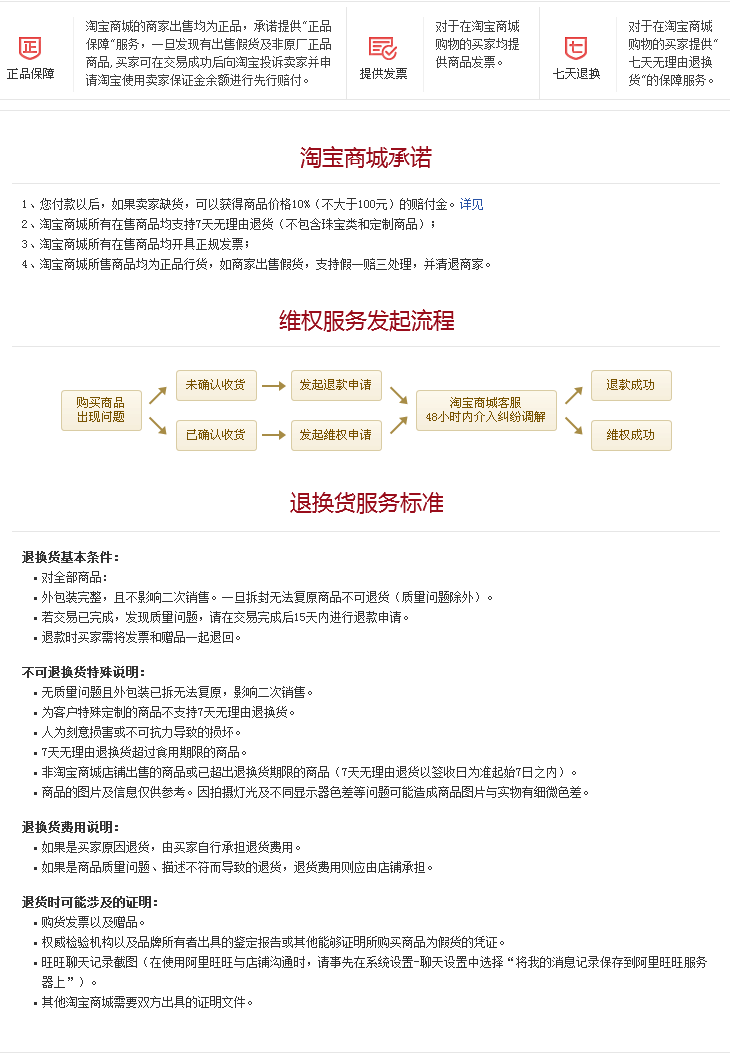 正
正品保障
淘宝商城的商家出售均为正品，承诺提供“正品
保障”服务，一旦发现有出售假货及非原厂正品
商品, 买家可在交易成功后向淘宝投诉卖家并申
请淘宝使用卖家保证金余额进行先行赔付。
提供发票
对于在淘宝商城
购物的买家均提
供商品发票。
七
七天退换
对于在淘宝商城
购物的买家提供“
七天无理由退换
货”的保障服务。
淘宝商城承诺
1、您付款以后，如果卖家缺货，可以获得商品价格10%（不大于100元）的赔付金。详见
2、淘宝商城所有在售商品均支持7天无理由退货（不包含珠宝类和定制商品）；
3、淘宝商城所有在售商品均开具正规发票；
4、淘宝商城所售商品均为正品行货，如商家出售假货，支持假一赔三处理，并清退商家。
维权服务发起流程
购买商品
出现问题
未确认收货
发起退款申请
已确认收货
发起维权申请
淘宝商城客服
48小时内介入纠纷调解
退款成功
维权成功
退换货服务标准
退换货基本条件：
▪ 对全部商品：
▪ 外包装完整，且不影响二次销售。一旦拆封无法复原商品不可退货（质量问题除外）。
▪ 若交易已完成，发现质量问题，请在交易完成后15天内进行退款申请。
▪ 退款时买家需将发票和赠品一起退回。
不可退换货特殊说明：
▪ 无质量问题且外包装已拆无法复原，影响二次销售。
▪ 为客户特殊定制的商品不支持7天无理由退换货。
▪ 人为刻意损害或不可抗力导致的损坏。
▪ 7天无理由退换货超过食用期限的商品。
▪ 非淘宝商城店铺出售的商品或已超出退换货期限的商品（7天无理由退货以签收日为准起始7日之内）。
▪ 商品的图片及信息仅供参考。因拍摄灯光及不同显示器色差等问题可能造成商品图片与实物有细微色差。
退换货费用说明：
▪ 如果是买家原因退货，由买家自行承担退货费用。
▪ 如果是商品质量问题、描述不符而导致的退货，退货费用则应由店铺承担。
退货时可能涉及的证明：
▪ 购货发票以及赠品。
▪ 权威检验机构以及品牌所有者出具的鉴定报告或其他能够证明所购买商品为假货的凭证。
▪ 旺旺聊天记录截图（在使用阿里旺旺与店铺沟通时，请事先在系统设置-聊天设置中选择“将我的消息记录保存到阿里旺旺服务
器上”）。
▪ 其他淘宝商城需要双方出具的证明文件。